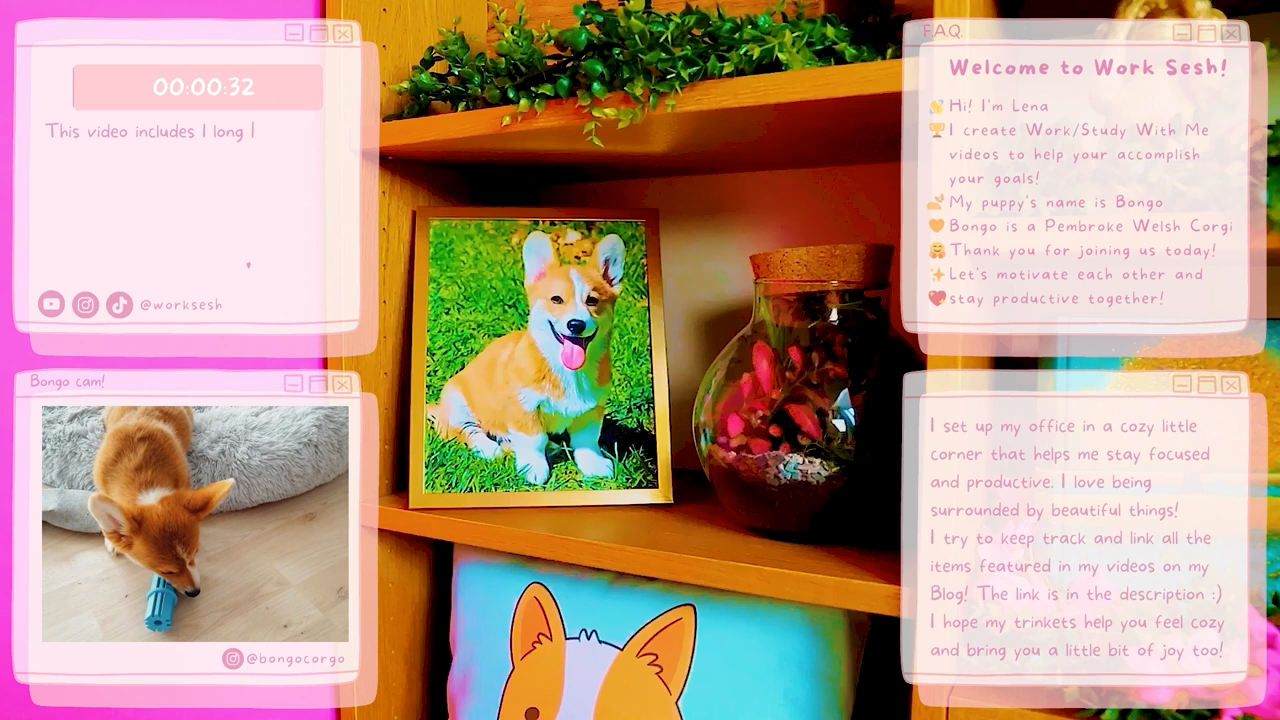 00:00:32
This video includes 1 long
@worksesh
Bongo cam!
@bongocorgo
F.A.Q.
Welcome to Work Sesh!
Hi! I'm Lena
I create Work/Study With Me
videos to help your accomplish
your goals!
My puppy's name is Bongo
Bongo is a Pembroke Welsh Corgi
Thank you for joining us today!
Let's motivate each other and
stay productive together!
I set up my office in a cozy little
corner that helps me stay focused
and productive. I love being
surrounded by beautiful things!
I try to keep track and link all the
items featured in my videos on my
Blog! The link is in the description :)
I hope my trinkets help you feel cozy
and bring you a little bit of joy too!